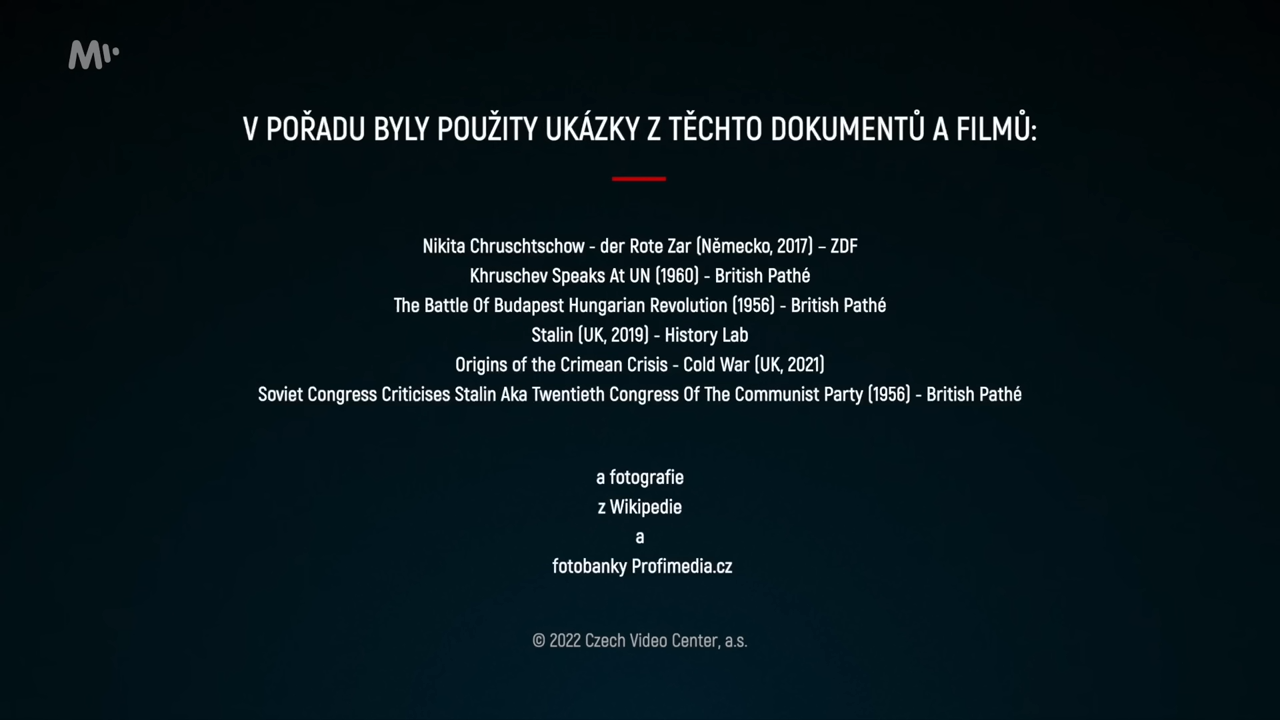 V POŘADU BYLY POUŽITY UKÁZKY Z TĚCHTO DOKUMENTŮ A FILMŮ:
Nikita Chruschtschow - der Rote Zar (Německo, 2017) – ZDF
Khruschev Speaks At UN (1960) - British Pathé
The Battle Of Budapest Hungarian Revolution (1956) - British Pathé
Stalin (UK, 2019) - History Lab
Origins of the Crimean Crisis - Cold War (UK, 2021)
Soviet Congress Criticises Stalin Aka Twentieth Congress Of The Communist Party (1956) - British Pathé
a fotografie
z Wikipedie
a
fotobanky Profimedia.cz
© 2022 Czech Video Center, a.s.